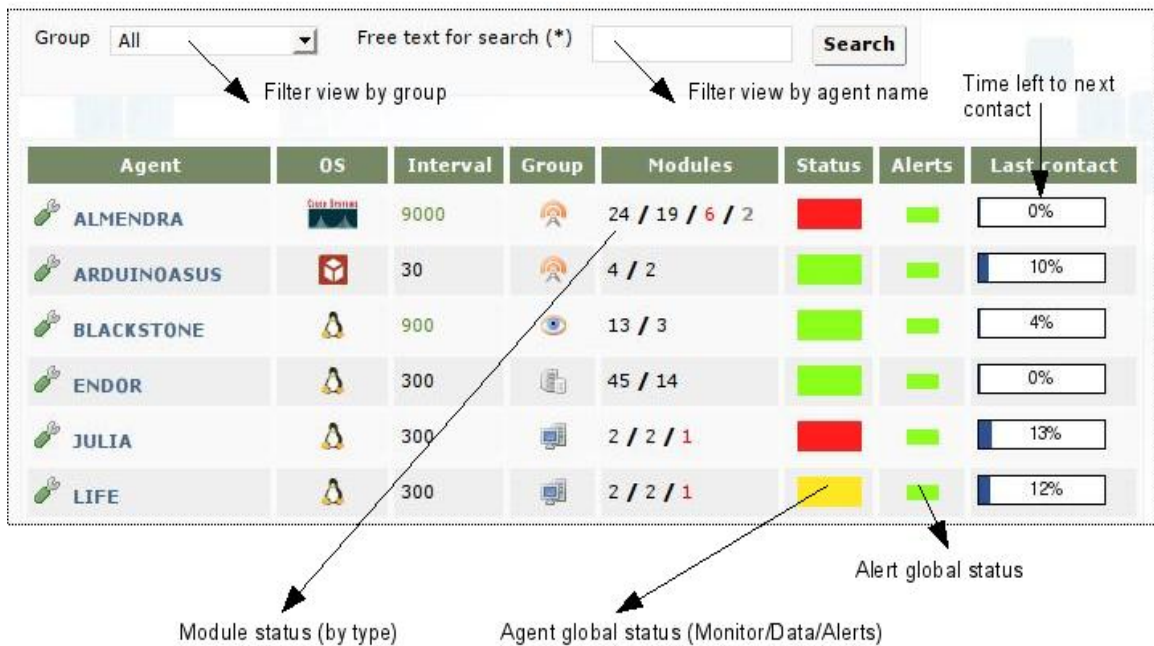 Group All Free text for search (*) Search
Filter view by group
Filter view by agent name
Time left to next
contact
Agent OS Interval Group Modules Status Alerts Last contact
ALMENDRA Cisco Systems 9000 24 / 19 / 6 / 2 0%
ARDUINOASUS 30 4 / 2 10%
BLACKSTONE 900 13 / 3 4%
ENDOR 300 45 / 14 0%
JULIA 300 2 / 2 / 1 13%
LIFE 300 2 / 2 / 1 12%
Alert global status
Module status (by type)
Agent global status (Monitor/Data/Alerts)